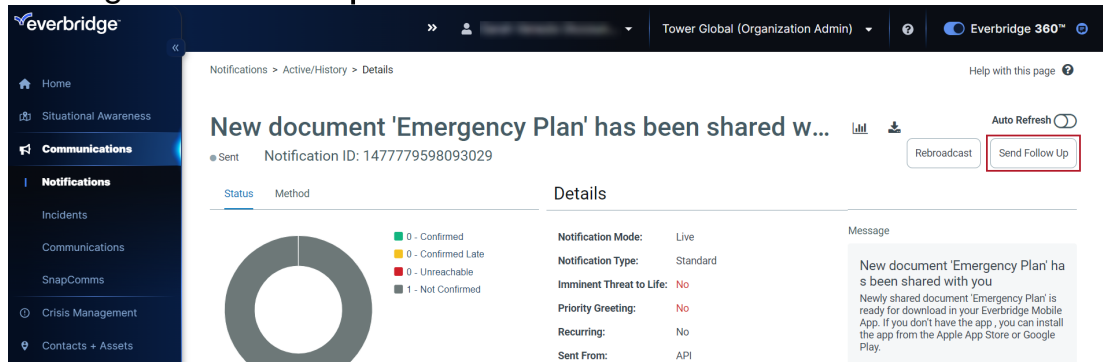 everbridge
»
Tower Global (Organization Admin)
Everbridge 360™
«
Home
Situational Awareness
Communications
Notifications
Incidents
Communications
SnapComms
Crisis Management
Contacts + Assets
Notifications > Active/History > Details
Help with this page
New document 'Emergency Plan' has been shared w...
Auto Refresh
Sent Notification ID: 1477779598093029
Rebroadcast
Send Follow Up
Status Method
0 - Confirmed
0 - Confirmed Late
0 - Unreachable
1 - Not Confirmed
Details
Notification Mode: Live
Notification Type: Standard
Imminent Threat to Life: No
Priority Greeting: No
Recurring: No
Sent From: API
Message
New document 'Emergency Plan' ha
s been shared with you
Newly shared document 'Emergency Plan' is
ready for download in your Everbridge Mobile
App. If you don't have the app , you can install
the app from the Apple App Store or Google
Play.